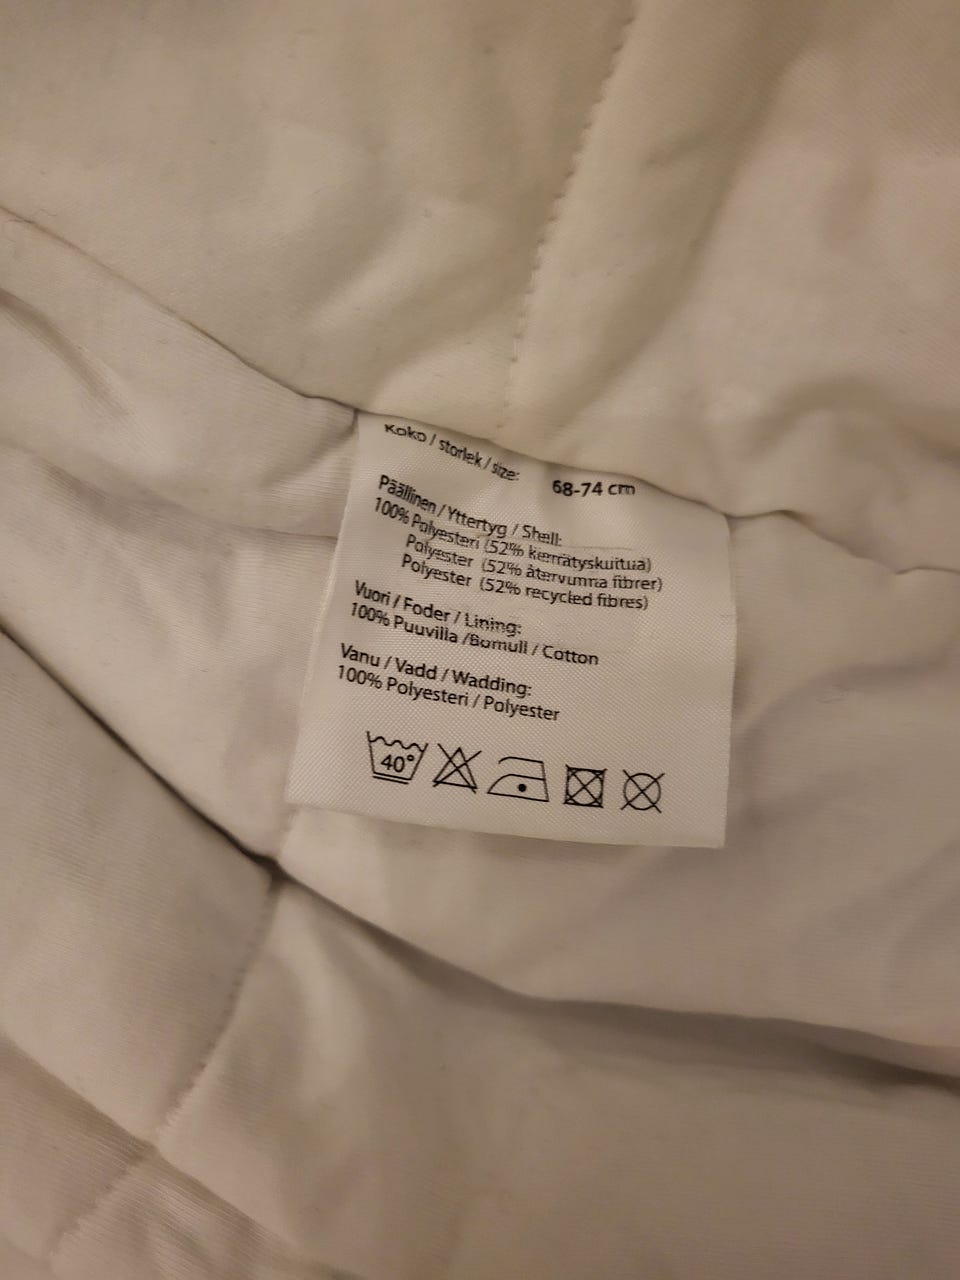 Koko / storlek / size: 68-74 cm
Päällinen / Yttertyg / Shell:
100% Polyesteri (52% kerrätyskuitua)
Polyester (52% återvunna fibrer)
Polyester (52% recycled fibres)
Vuori / Foder / Lining:
100% Puuvilla /Bomull / Cotton
Vanu / Vadd / Wadding:
100% Polyesteri / Polyester
40°